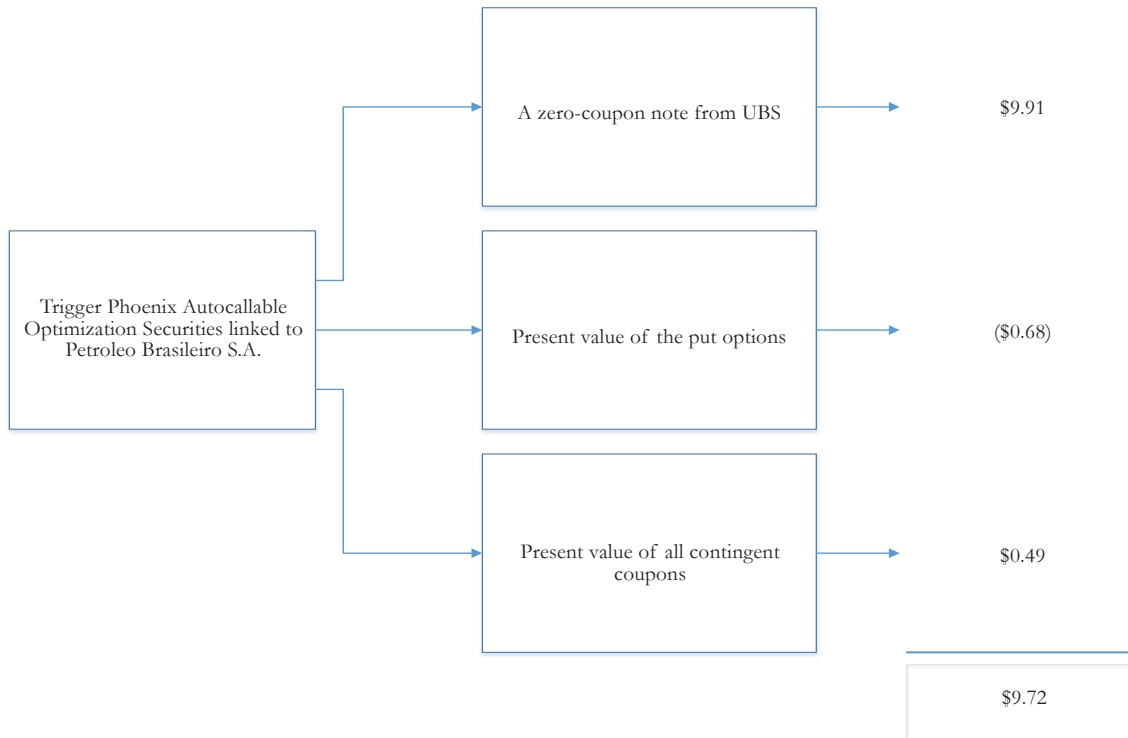 A zero-coupon note from UBS
$9.91
Trigger Phoenix Autocallable
Optimization Securities linked to
Petroleo Brasileiro S.A.
Present value of the put options
($0.68)
Present value of all contingent
coupons
$0.49
$9.72